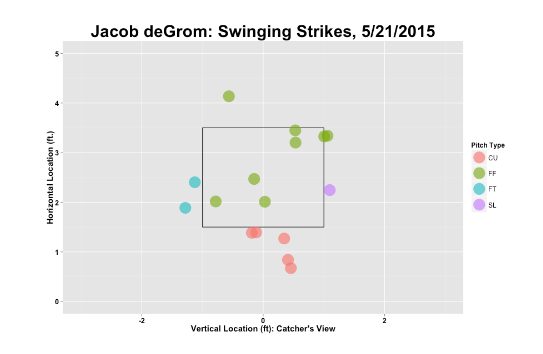 Jacob deGrom: Swinging Strikes, 5/21/2015
5
4
3
2
1
0
Horizontal Location (ft.)
-2
0
2
Vertical Location (ft): Catcher's View
Pitch Type
CU
FF
FT
SL